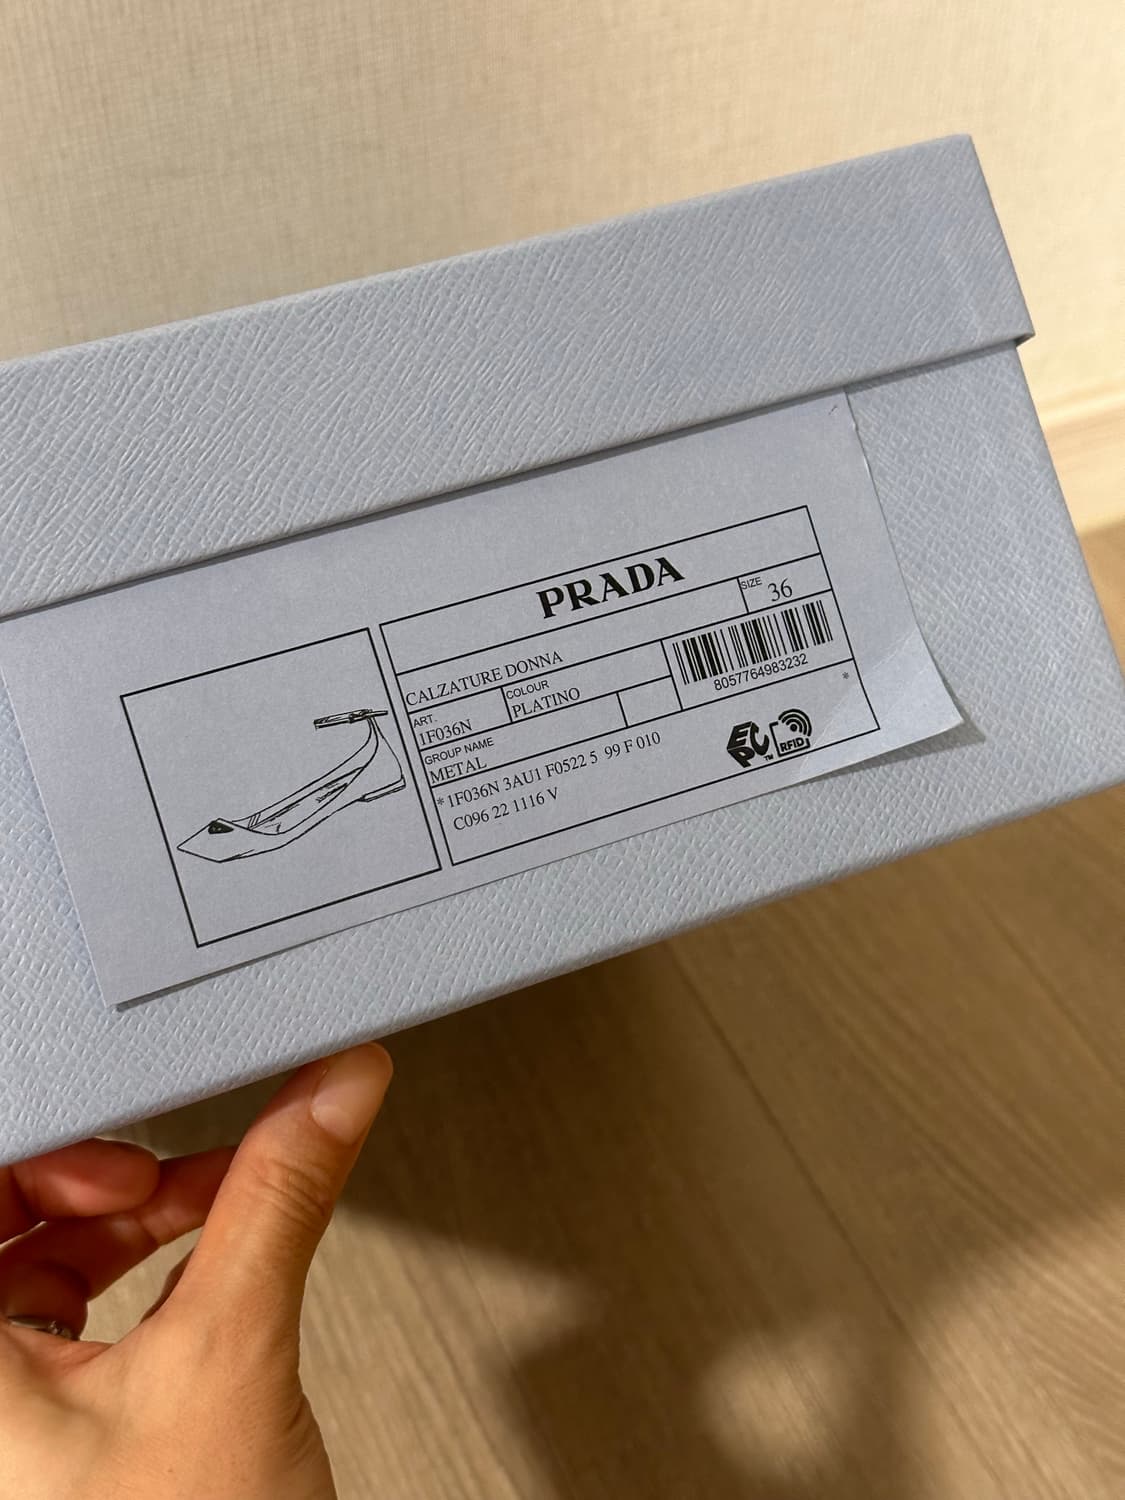 PRADA
SIZE
36
CALZATURE DONNA
ART.
1F036N
COLOUR
PLATINO
8057764983232
GROUP NAME
METAL
*
* 1F036N 3AU1 F0522 5 99 F 010
C096 22 1116 V
EPC™
RFID